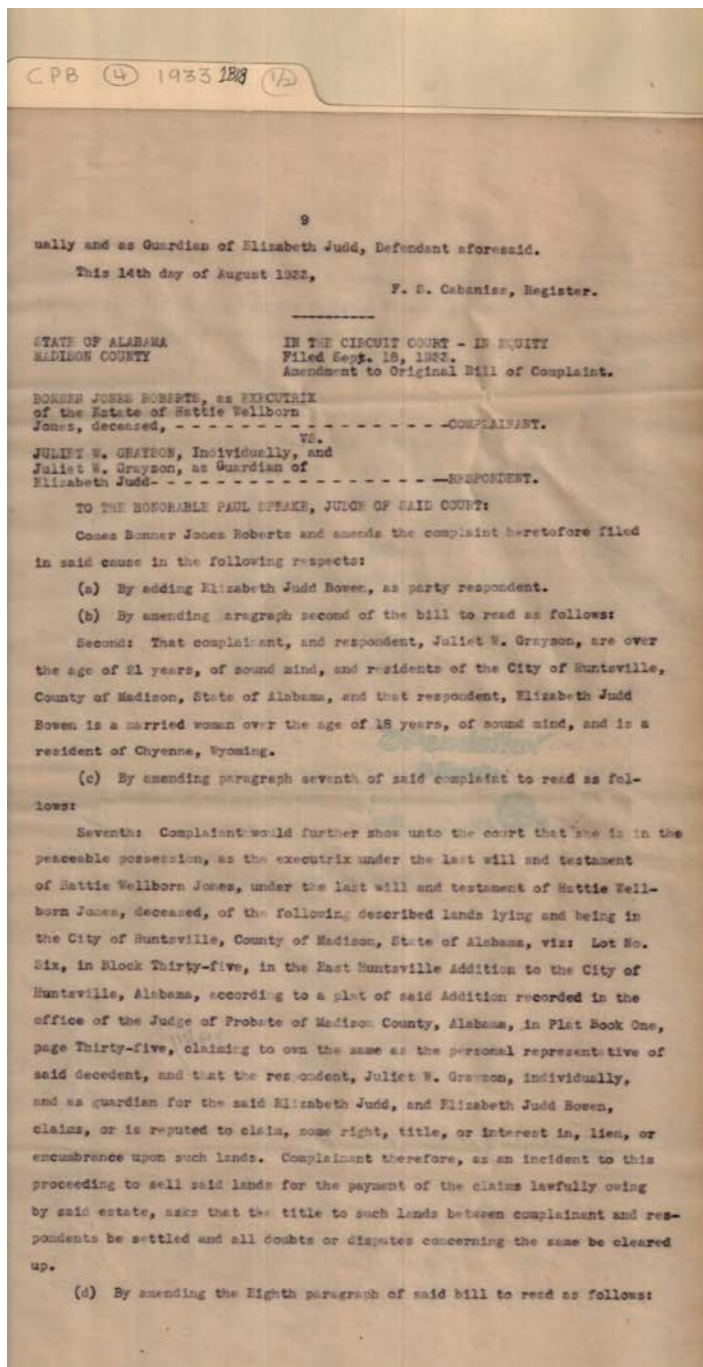 CPB (4) 1933 2818 (1/2)
9
ually and as Guardian of Elizabeth Judd, Defendant aforesaid.
This 14th day of August 1933,
F. S. Cabaniss, Register.
STATE OF ALABAMA IN THE CIRCUIT COURT - IN EQUITY
MADISON COUNTY Filed Sept. 18, 1933.
Amendment to Original Bill of Complaint.
BONNER JONES ROBERTS, as EXECUTRIX
of the Estate of Hattie Wellborn
Jones, deceased, - - - - - - - - - - - - - - - - - -COMPLAINANT.
VS.
JULIET W. GRAYSON, Individually, and
Juliet W. Grayson, as Guardian of
Elizabeth Judd- - - - - - - - - - - - - - - - - - - -RESPONDENT.
TO THE HONORABLE PAUL SPEAKE, JUDGE OF SAID COURT:
Comes Bonner Jones Roberts and amends the complaint heretofore filed
in said cause in the following respects:
(a) By adding Elizabeth Judd Bowen, as party respondent.
(b) By amending aragraph second of the bill to read as follows:
Second: That complainant, and respondent, Juliet W. Grayson, are over
the age of 21 years, of sound mind, and residents of the City of Huntsville,
County of Madison, State of Alabama, and that respondent, Elizabeth Judd
Bowen is a married woman over the age of 18 years, of sound mind, and is a
resident of Chyenne, Wyoming.
(c) By amending paragraph seventh of said complaint to read as fol-
lows:
Seventh: Complainant would further show unto the court that she is in the
peaceable possession, as the executrix under the last will and testament
of Hattie Wellborn Jones, under the last will and testament of Hattie Well-
born Jones, deceased, of the following described lands lying and being in
the City of Huntsville, County of Madison, State of Alabama, viz: Lot No.
Six, in Block Thirty-five, in the East Huntsville Addition to the City of
Huntsville, Alabama, according to a plat of said Addition recorded in the
office of the Judge of Probate of Madison County, Alabama, in Plat Book One,
page Thirty-five, claiming to own the same as the personal representative of
said decedent, and that the res ondent, Juliet W. Grayson, individually,
and as guardian for the said Elizabeth Judd, and Elizabeth Judd Bowen,
claims, or is reputed to claim, some right, title, or interest in, lien, or
encumbrance upon such lands. Complainant therefore, as an incident to this
proceeding to sell said lands for the payment of the claims lawfully owing
by said estate, asks that the title to such lands between complainant and res-
pondents be settled and all doubts or disputes concerning the same be cleared
up.
(d) By amending the Eighth paragraph of said bill to read as follows: